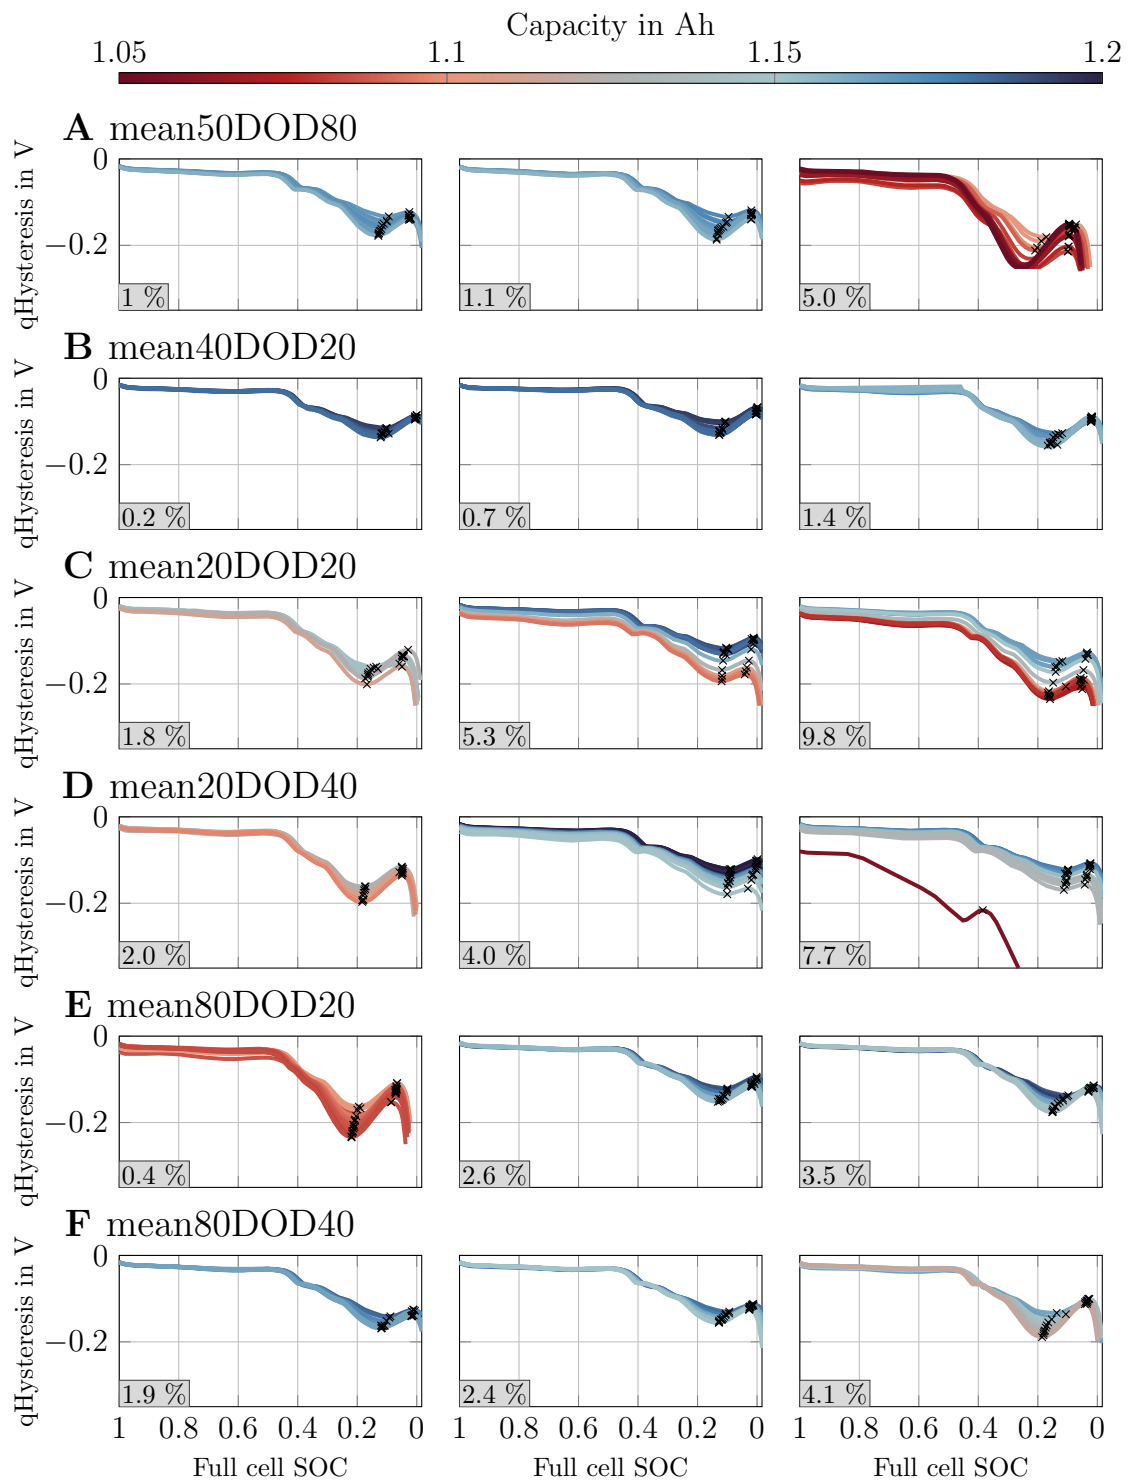 Capacity in Ah
1.05 1.1 1.15 1.2
A mean50DOD80
qHysteresis in V
0
−0.2
1 % 1.1 % 5.0 %
B mean40DOD20
qHysteresis in V
0
−0.2
0.2 % 0.7 % 1.4 %
C mean20DOD20
qHysteresis in V
0
−0.2
1.8 % 5.3 % 9.8 %
D mean20DOD40
qHysteresis in V
0
−0.2
2.0 % 4.0 % 7.7 %
E mean80DOD20
qHysteresis in V
0
−0.2
0.4 % 2.6 % 3.5 %
F mean80DOD40
qHysteresis in V
0
−0.2
1.9 % 2.4 % 4.1 %
1 0.8 0.6 0.4 0.2 0 1 0.8 0.6 0.4 0.2 0 1 0.8 0.6 0.4 0.2 0
Full cell SOC Full cell SOC Full cell SOC